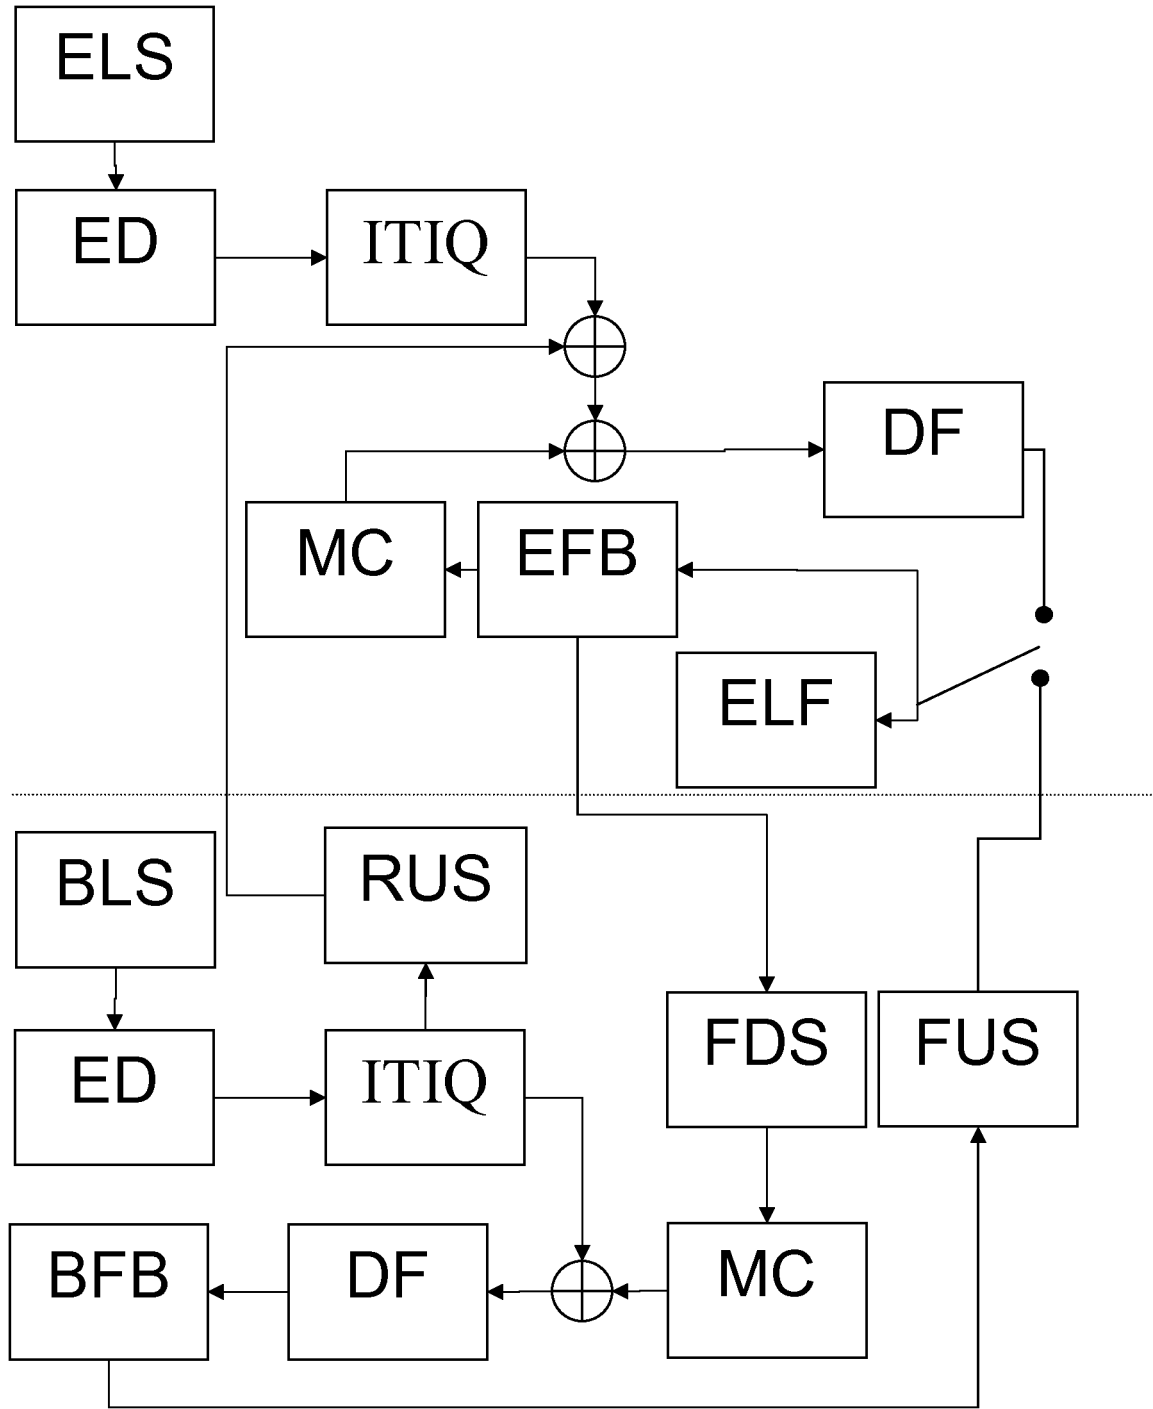 ELS
ED
ITIQ
DF
MC
EFB
ELF
BLS
RUS
ED
ITIQ
FDS
FUS
BFB
DF
MC